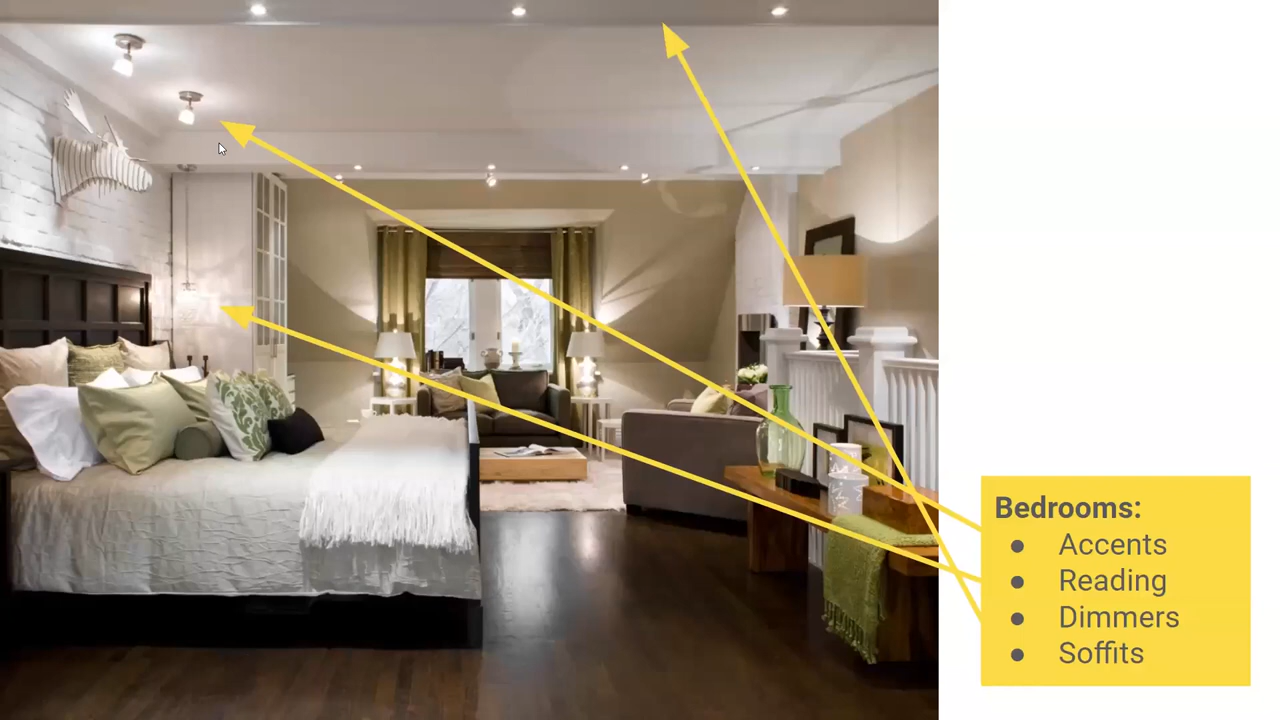 Bedrooms:
● Accents
● Reading
● Dimmers
● Soffits